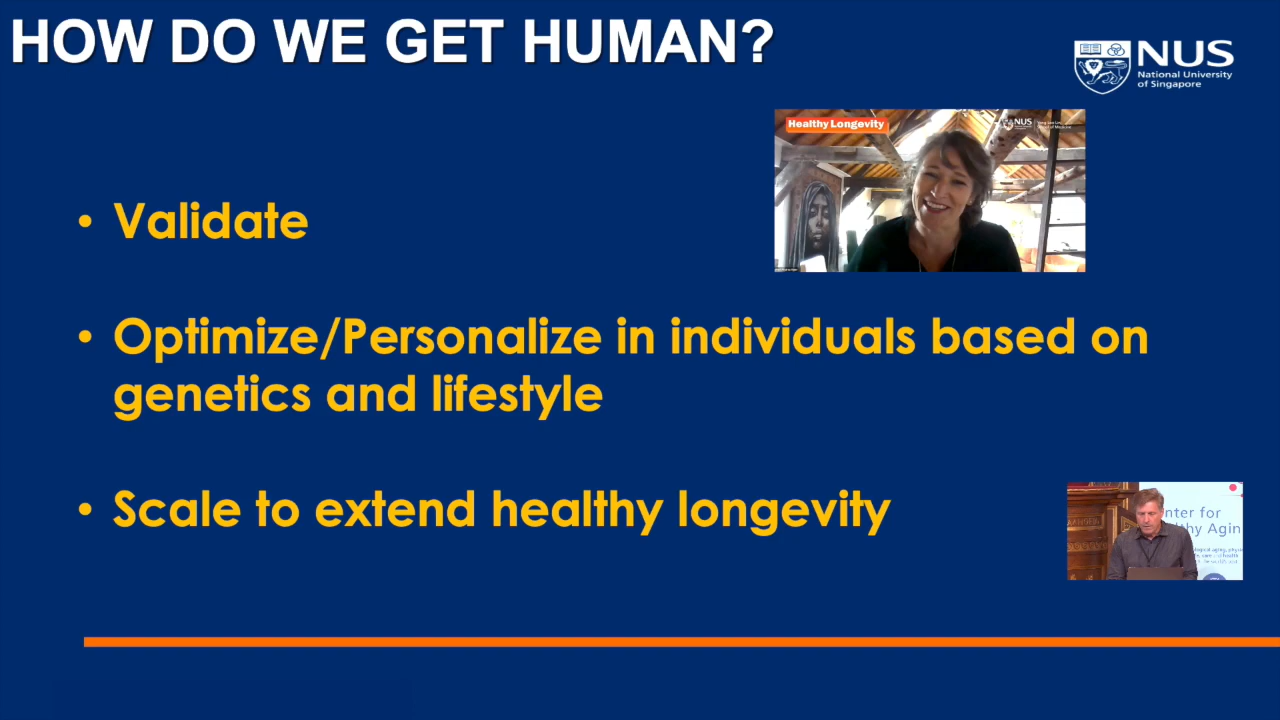 HOW DO WE GET HUMAN?
NUS
National University
of Singapore
Healthy Longevity
NUS
• Validate
• Optimize/Personalize in individuals based on
genetics and lifestyle
• Scale to extend healthy longevity
nter for
thy Agin